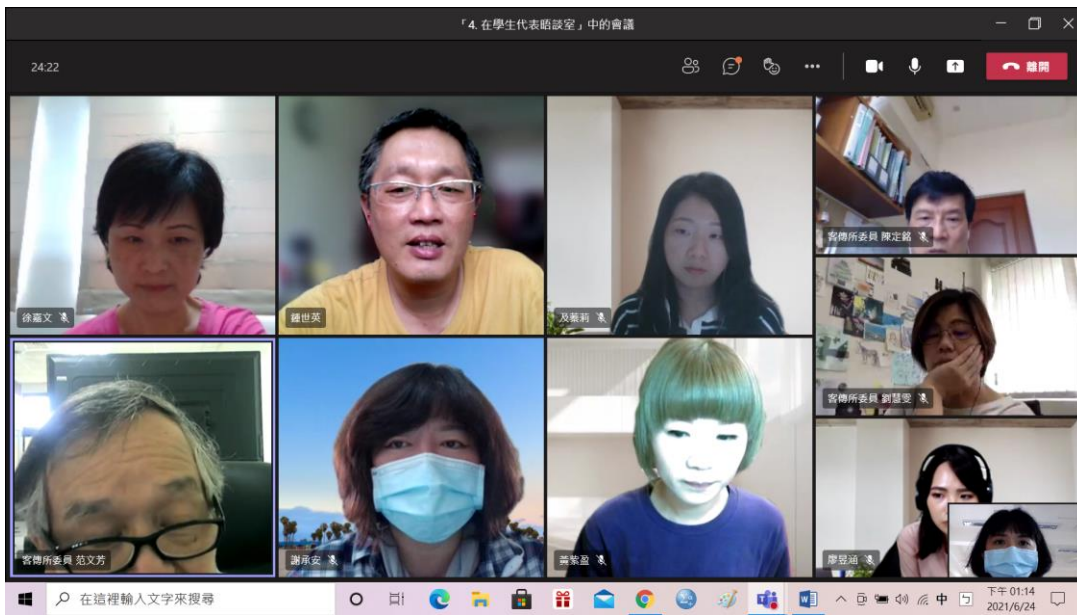 『4. 在學生代表晤談室』中的會議
24:22
離開
徐嘉文
鍾世英
客傳所委員 陳定銘
客傳所委員 劉慧雯
客傳所委員 范文芳
謝承安
黃紫盈
廖昱涵
在這裡輸入文字來搜尋
中
下午 01:14
2021/6/24